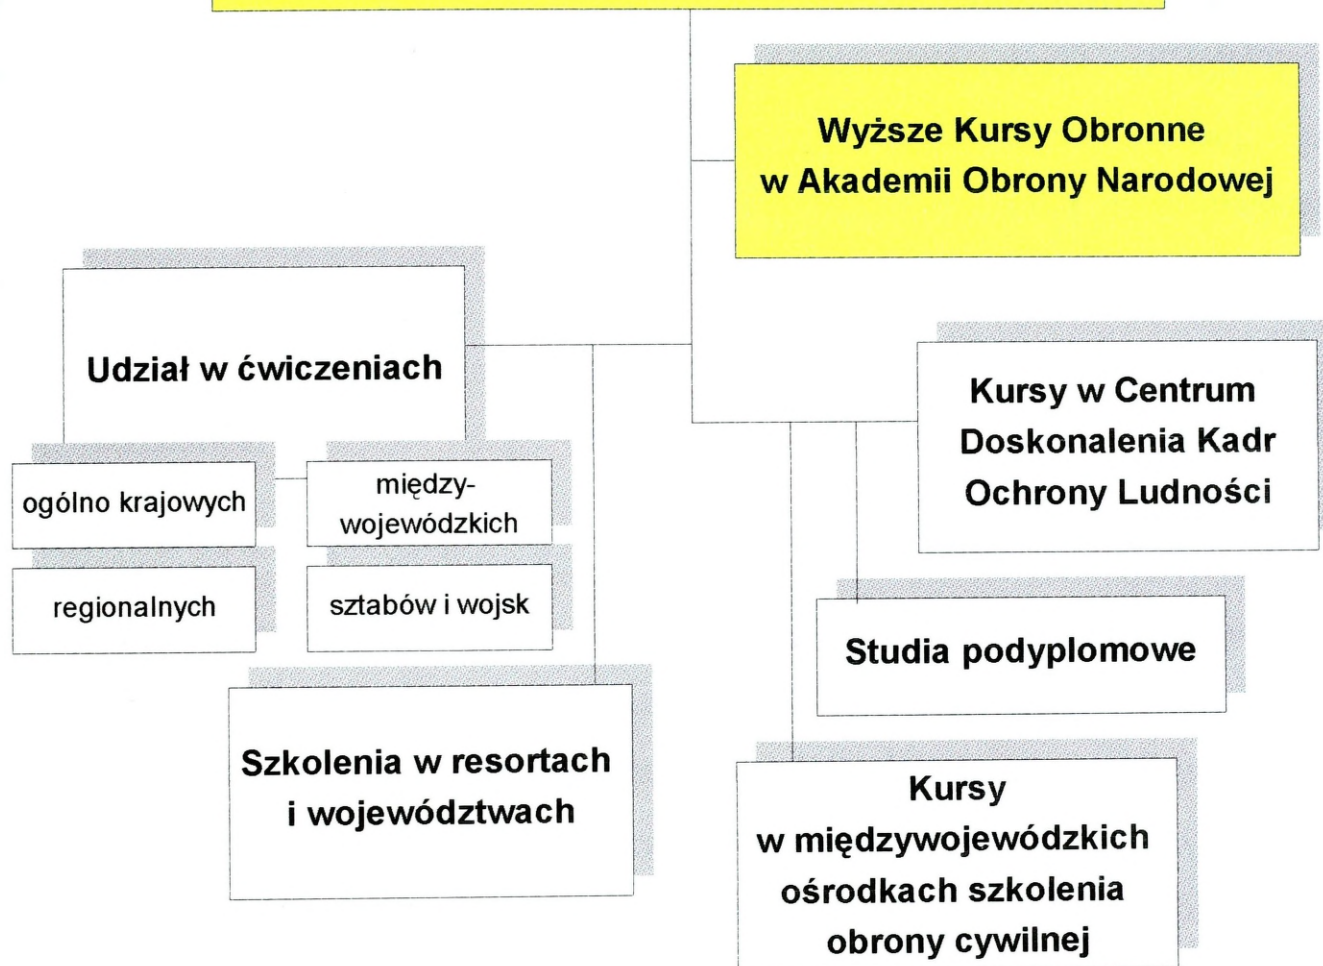 Wyższe Kursy Obronne
w Akademii Obrony Narodowej
Udział w ćwiczeniach
ogólno krajowych
między-
wojewódzkich
regionalnych
sztabów i wojsk
Szkolenia w resortach
i województwach
Kursy w Centrum
Doskonalenia Kadr
Ochrony Ludności
Studia podyplomowe
Kursy
w międzywojewódzkich
ośrodkach szkolenia
obrony cywilnej